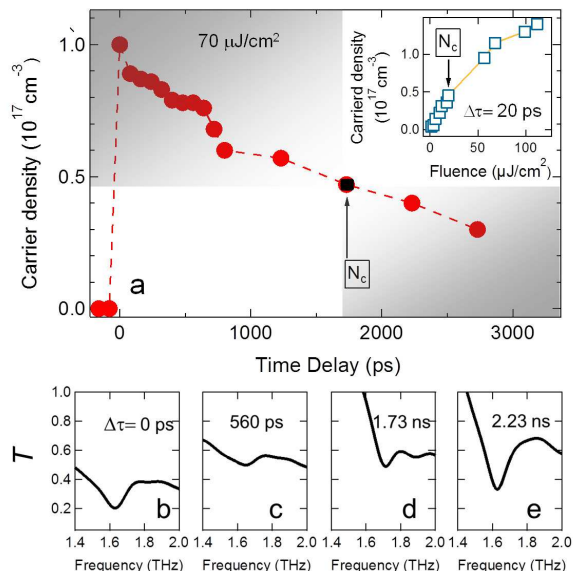 1.0
70 μJ/cm²
0.5
0.0
Carrier density (10¹⁷ cm⁻³)
a
N_c
0
1000
2000
3000
Time Delay (ps)
1.0
0.5
0.0
Carrierd density
(10¹⁷ cm⁻³)
N_c
Δτ = 20 ps
0
50
100
Fluence (μJ/cm²)
1.0
0.8
0.6
0.4
0.2
T
Δτ= 0 ps
b
1.4 1.6 1.8 2.0
Frequency (THz)
560 ps
c
1.4 1.6 1.8 2.0
Frequency (THz)
1.73 ns
d
1.4 1.6 1.8 2.0
Frequency (THz)
2.23 ns
e
1.4 1.6 1.8 2.0
Frequency (THz)